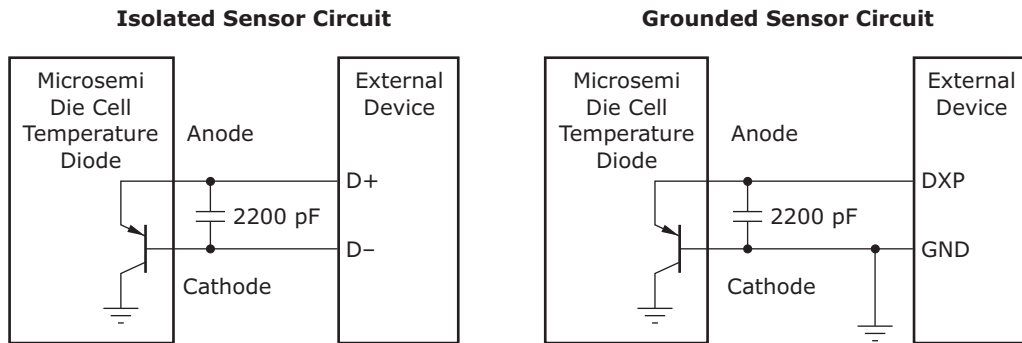 Isolated Sensor Circuit
Microsemi
Die Cell
Temperature
Diode
Anode
External
Device
D+
2200 pF
D−
Cathode
Grounded Sensor Circuit
Microsemi
Die Cell
Temperature
Diode
Anode
External
Device
DXP
2200 pF
GND
Cathode